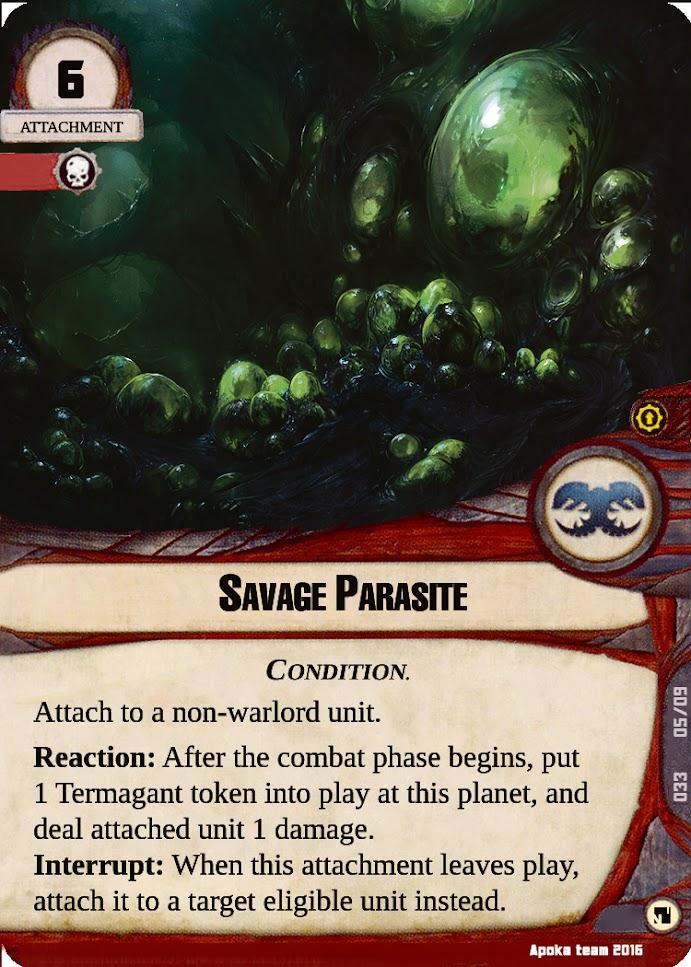 6
ATTACHMENT
SAVAGE PARASITE
CONDITION.
Attach to a non-warlord unit.
Reaction: After the combat phase begins, put
1 Termagant token into play at this planet, and
deal attached unit 1 damage.
Interrupt: When this attachment leaves play,
attach it to a target eligible unit instead.
033 05/09
Apoka team 2016